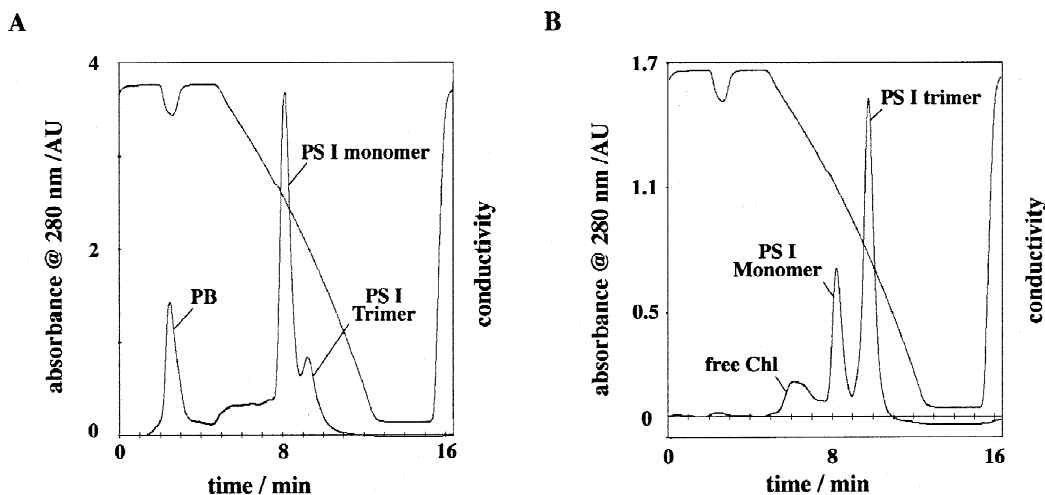 A
absorbance @ 280 nm /AU
4
2
0
PB
PS I monomer
PS I
Trimer
conductivity
0
8
16
time / min
B
absorbance @ 280 nm /AU
1.7
1.1
0.5
0
free Chl
PS I
Monomer
PS I trimer
conductivity
0
8
16
time / min